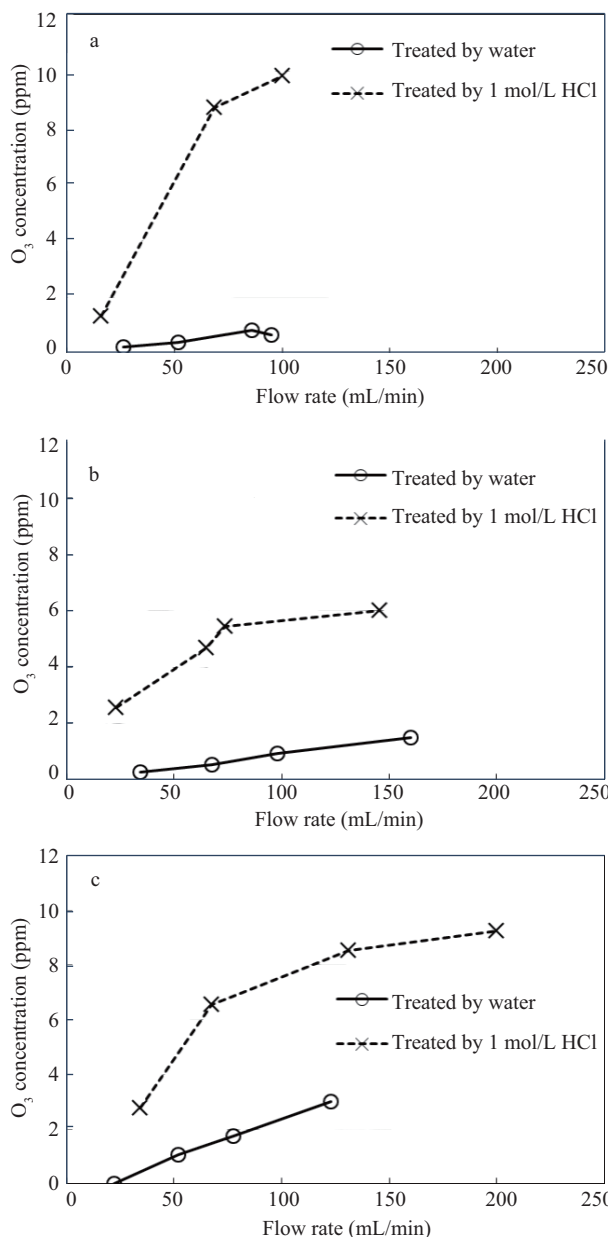 a
Treated by water
Treated by 1 mol/L HCl
O3 concentration (ppm)
12
10
8
6
4
2
0
0 50 100 150 200 250
Flow rate (mL/min)
b
Treated by water
Treated by 1 mol/L HCl
O3 concentration (ppm)
12
10
8
6
4
2
0
0 50 100 150 200 250
Flow rate (mL/min)
c
Treated by water
Treated by 1 mol/L HCl
O3 concentration (ppm)
12
10
8
6
4
2
0
0 50 100 150 200 250
Flow rate (mL/min)